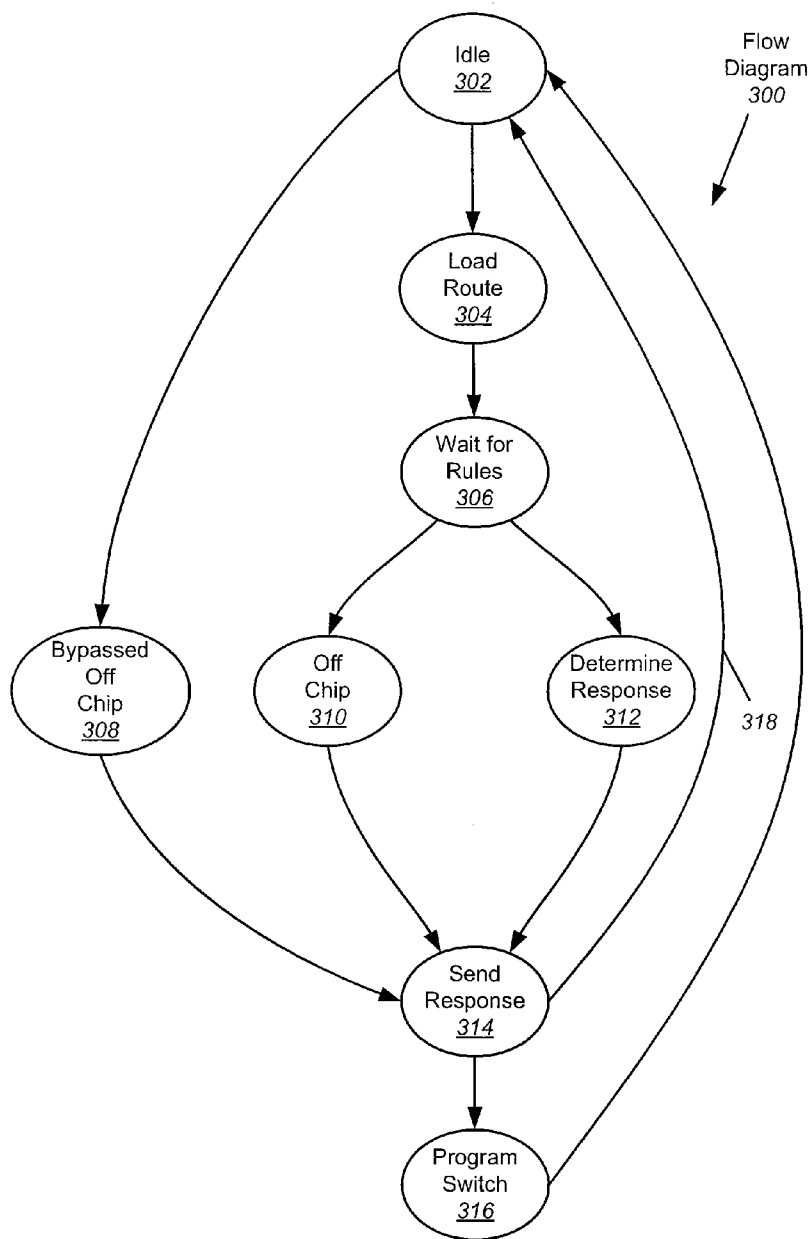 Idle
302
Flow
Diagram
300
Load
Route
304
Wait for
Rules
306
Bypassed
Off
Chip
308
Off
Chip
310
Determine
Response
312
318
Send
Response
314
Program
Switch
316